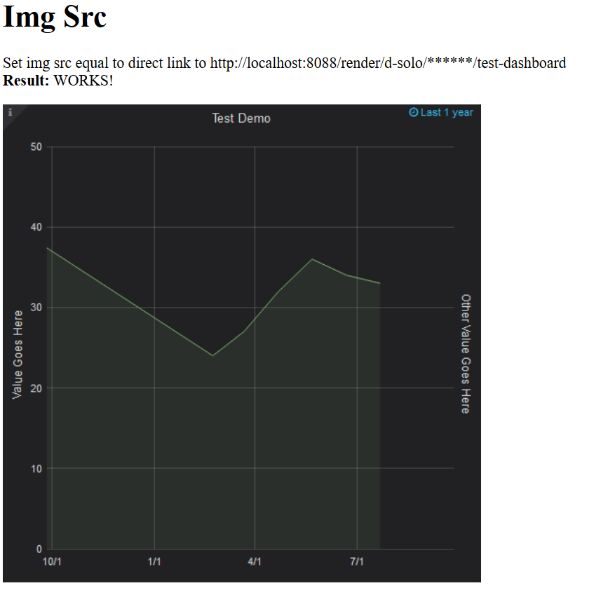 Img Src
Set img src equal to direct link to http://localhost:8088/render/d-solo/******/test-dashboard
Result: WORKS!
i
Test Demo
Last 1 year
50
40
30
20
10
0
Value Goes Here
Other Value Goes Here
10/1
1/1
4/1
7/1